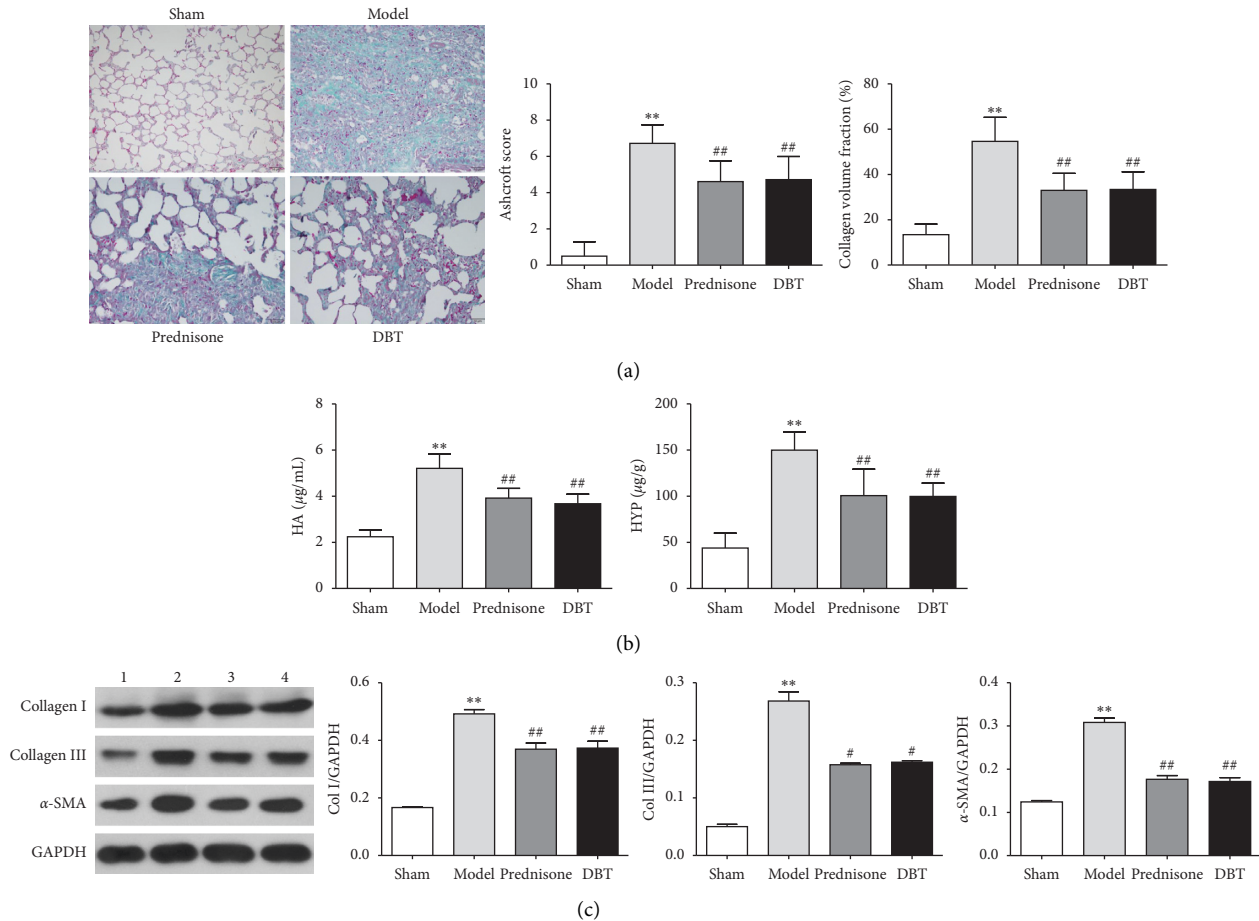 Sham Model
Prednisone DBT
Ashcroft score
10
8
6
4
2
0
**
##
##
Sham Model Prednisone DBT
Collagen volume fraction (%)
80
60
40
20
0
**
##
##
Sham Model Prednisone DBT
(a)
HA (μg/mL)
8
6
4
2
0
**
##
##
Sham Model Prednisone DBT
HYP (μg/g)
200
150
100
50
0
**
##
##
Sham Model Prednisone DBT
(b)
1 2 3 4
Collagen I
Collagen III
α-SMA
GAPDH
Col I/GAPDH
0.6
0.4
0.2
0.0
**
##
##
Sham Model Prednisone DBT
Col III/GAPDH
0.3
0.2
0.1
0.0
**
#
#
Sham Model Prednisone DBT
α-SMA/GAPDH
0.4
0.3
0.2
0.1
0.0
**
##
##
Sham Model Prednisone DBT
(c)